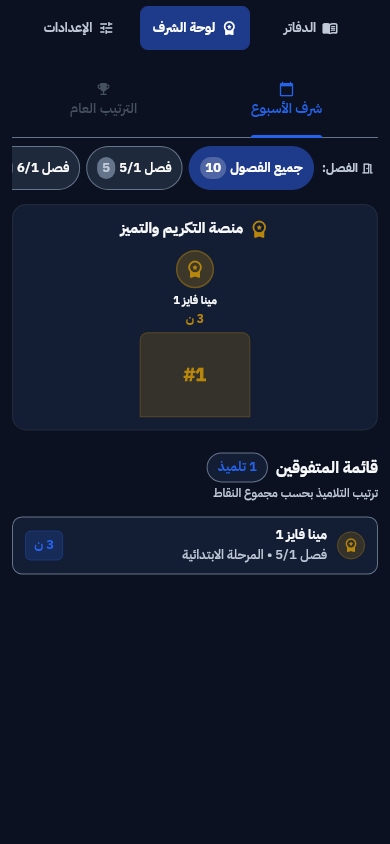 الدفاتر
لوحة الشرف
الإعدادات
شرف الأسبوع
الترتيب العام
الفصل:
جميع الفصول 10
فصل 5/1 5
فصل 6/1
منصة التكريم والتميز
مينا فايز 1
3 ن
#1
قائمة المتفوقين
1 تلميذ
ترتيب التلاميذ بحسب مجموع النقاط
مينا فايز 1
فصل 5/1 • المرحلة الابتدائية
3 ن